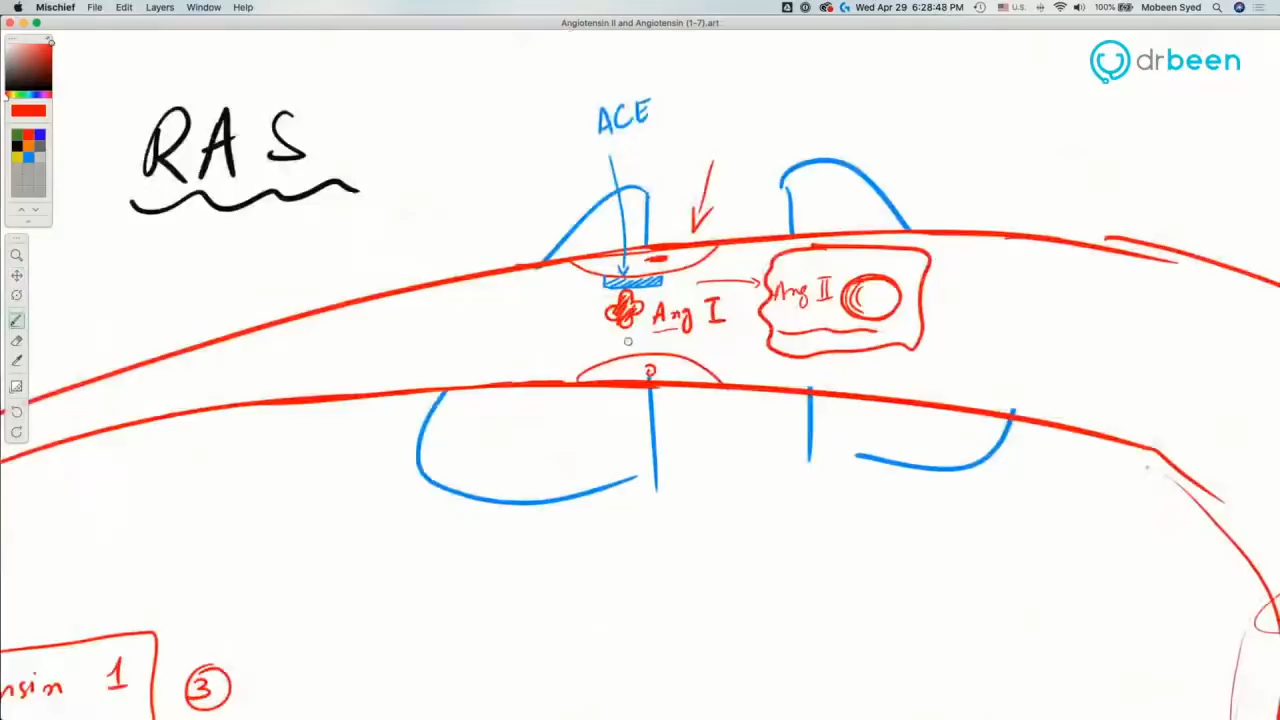 Mischief File Edit Layers Window Help U.S. 100% Wed Apr 29 6:28:48 PM Mobeen Syed
Angiotensin II and Angiotensin (1-7).art
drbeen
RAS
ACE
Ang I
Ang II
nsin 1
3